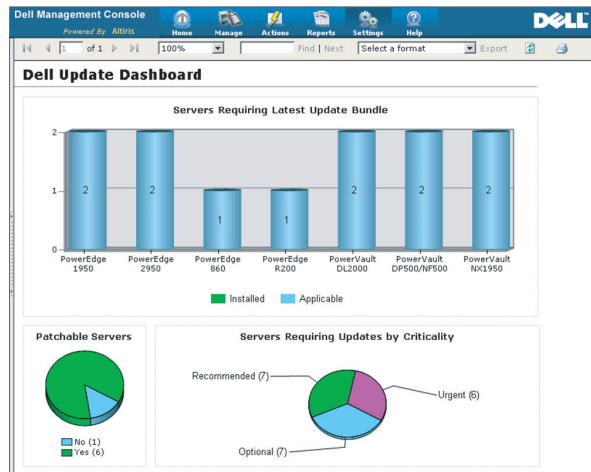 Dell Management Console
Powered By Altiris
Home Manage Actions Reports Settings Help
DELL
1 of 1 100% Find | Next Select a format Export
Dell Update Dashboard
Servers Requiring Latest Update Bundle
2
1
0
2 2 1 1 2 2 2
PowerEdge 1950
PowerEdge 2950
PowerEdge 860
PowerEdge R200
PowerVault DL2000
PowerVault DP500/NF500
PowerVault NX1950
Installed Applicable
Patchable Servers
No (1)
Yes (6)
Servers Requiring Updates by Criticality
Recommended (7)
Urgent (6)
Optional (7)